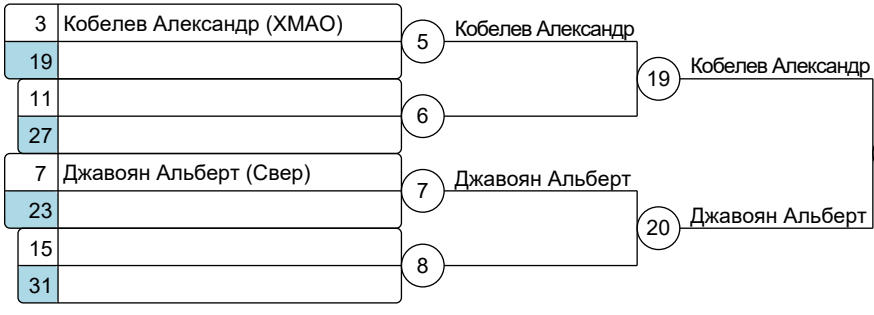 3 Кобелев Александр (ХМАО)
5 Кобелев Александр
19
19 Кобелев Александр
11
6
27
7 Джавоян Альберт (Свер)
7 Джавоян Альберт
23
20 Джавоян Альберт
15
8
31